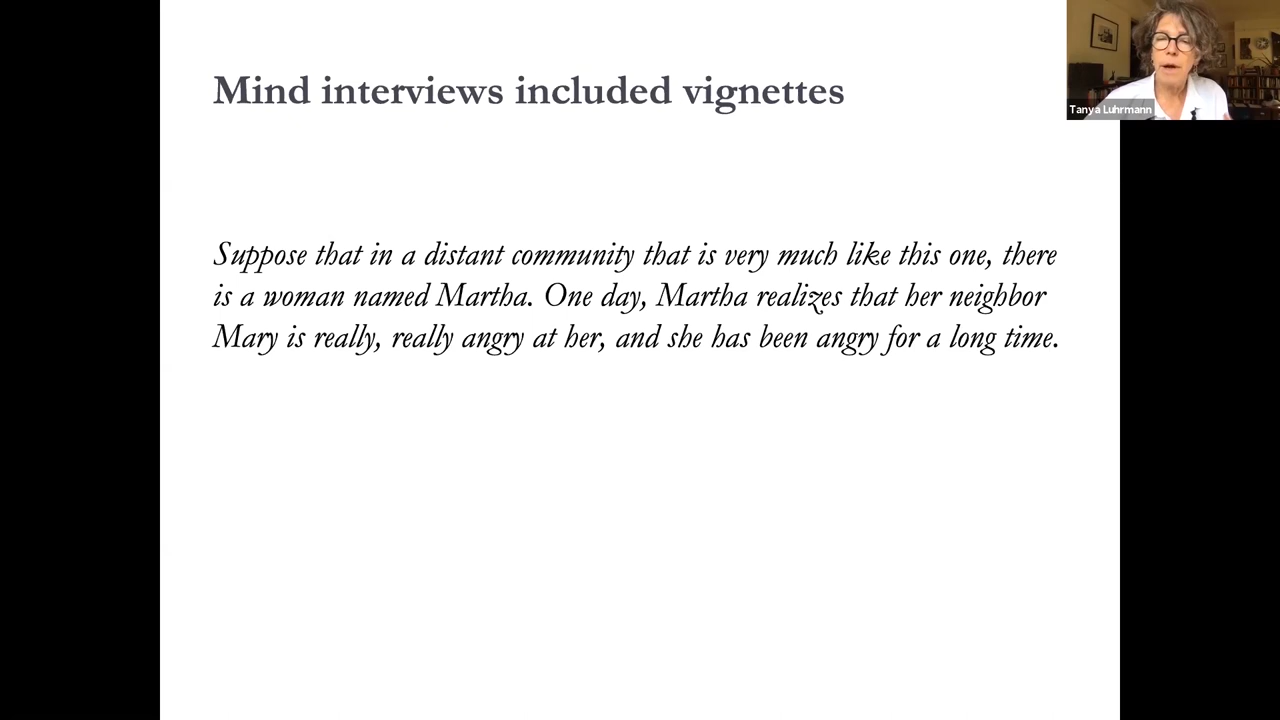 Mind interviews included vignettes
Tanya Luhrmann
Suppose that in a distant community that is very much like this one, there
is a woman named Martha. One day, Martha realizes that her neighbor
Mary is really, really angry at her, and she has been angry for a long time.